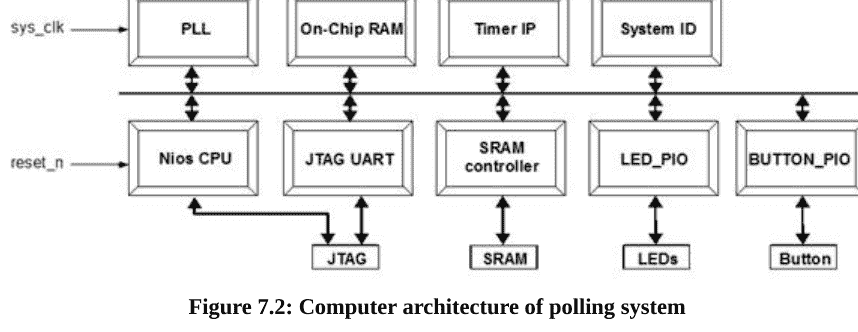 sys_clk
PLL
On-Chip RAM
Timer IP
System ID
reset_n
Nios CPU
JTAG UART
SRAM
controller
LED_PIO
BUTTON_PIO
JTAG
SRAM
LEDs
Button
Figure 7.2: Computer architecture of polling system